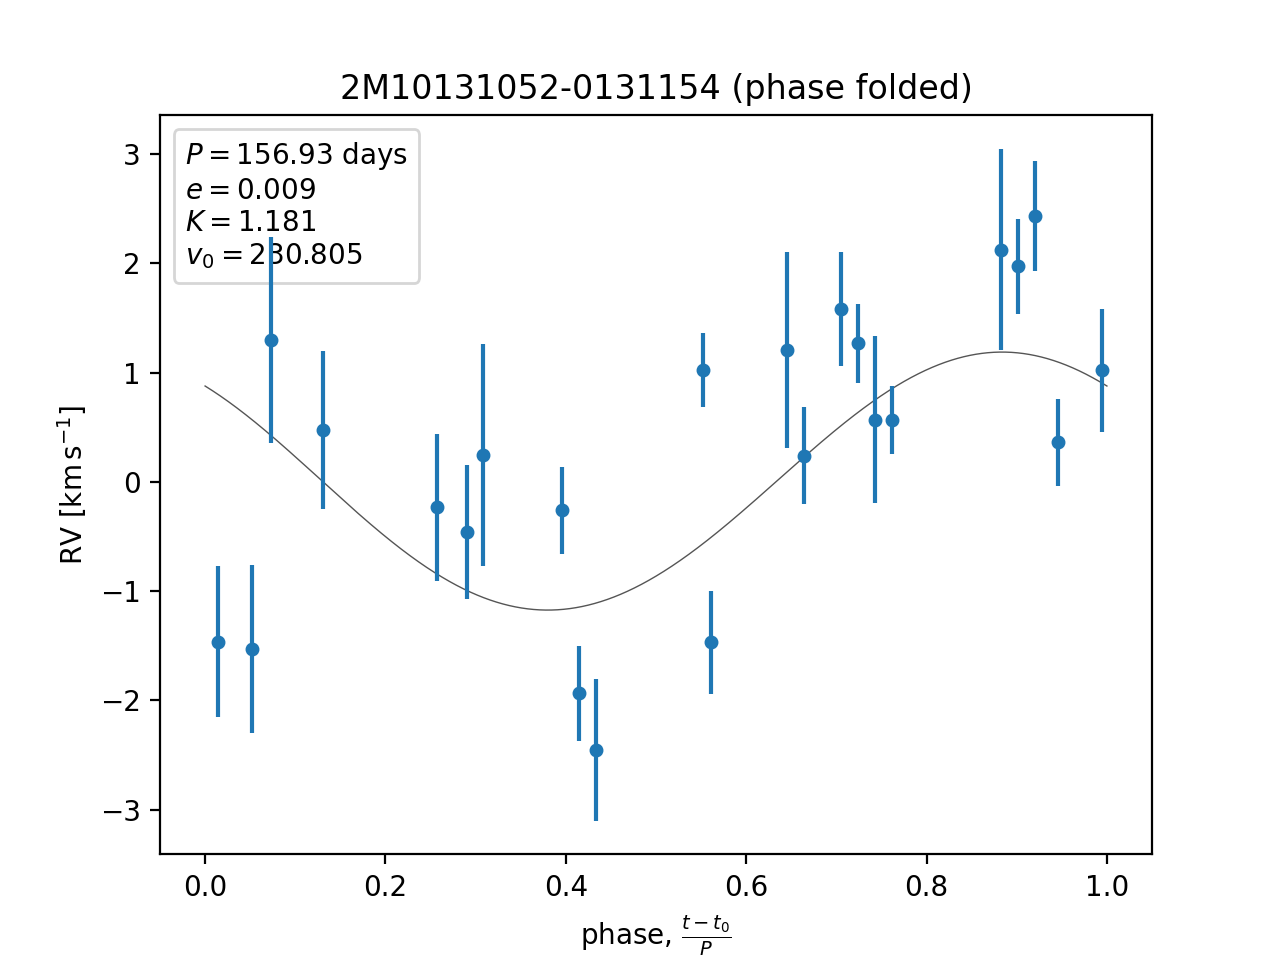 2M10131052-0131154 (phase folded)
P = 156.93 days
e = 0.009
K = 1.181
v₀ = 230.805
3
2
1
0
−1
−2
−3
RV [km s⁻¹]
0.0 0.2 0.4 0.6 0.8 1.0
phase, (t − t₀)/P